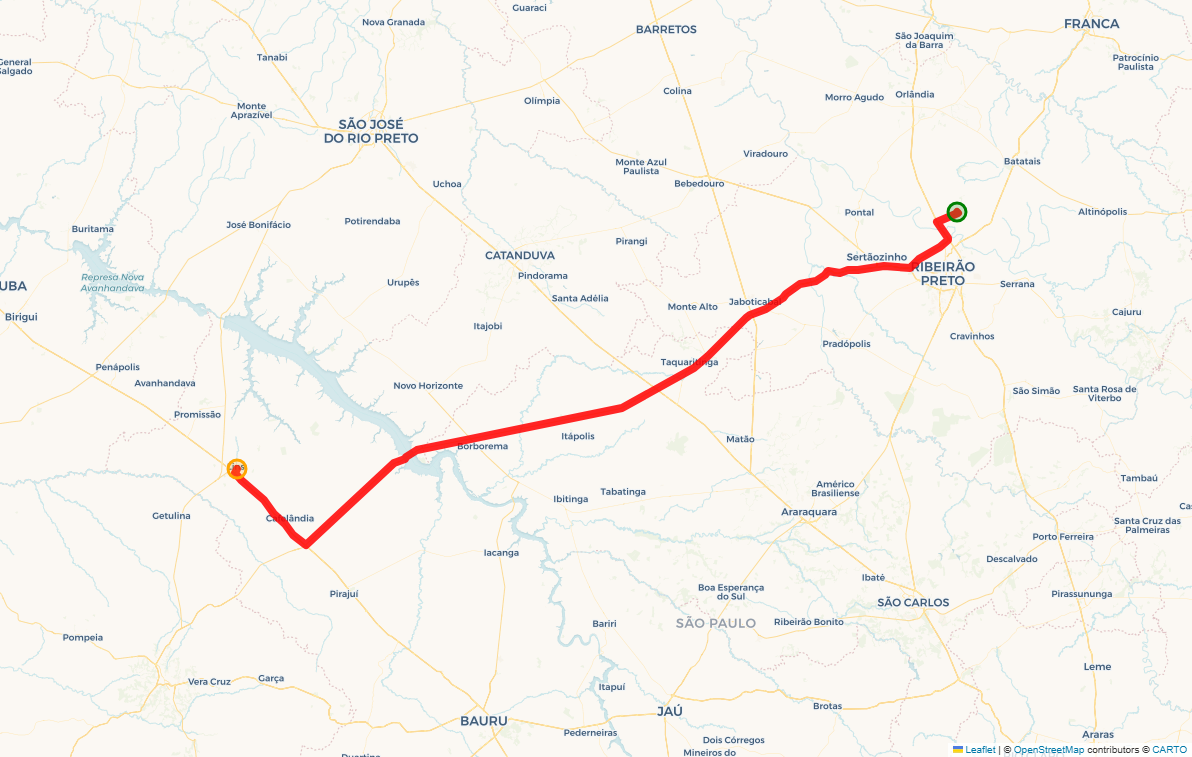 Guaraci
Nova Granada
BARRETOS
FRANCA
São Joaquim
da Barra
Tanabi
General
Salgado
Patrocínio
Paulista
Colina
Orlândia
Morro Agudo
Olímpia
Monte
Aprazível
SÃO JOSÉ
DO RIO PRETO
Viradouro
Monte Azul
Paulista
Batatais
Uchoa
Bebedouro
Pontal
Altinópolis
José Bonifácio
Potirendaba
Buritama
Pirangi
CATANDUVA
Sertãozinho
RIBEIRÃO
PRETO
Represa Nova
Avanhandava
Pindorama
Urupês
UBA
Serrana
Santa Adélia
Jaboticabal
Monte Alto
Cajuru
Birigui
Itajobi
Cravinhos
Pradópolis
Taquaritinga
Penápolis
Avanhandava
Novo Horizonte
São Simão
Santa Rosa de
Viterbo
Promissão
Itápolis
Matão
Borborema
Tambaú
Américo
Brasiliense
Tabatinga
Ibitinga
Araraquara
Getulina
Cafelândia
Santa Cruz das
Palmeiras
Porto Ferreira
Iacanga
Descalvado
Ibaté
Boa Esperança
do Sul
Pirajuí
Pirassununga
SÃO CARLOS
Bariri
SÃO PAULO
Ribeirão Bonito
Pompeia
Leme
Vera Cruz
Garça
Itapuí
Brotas
JAÚ
BAURU
Pederneiras
Araras
Dois Córregos
Mineiros do
Leaflet | © OpenStreetMap contributors © CARTO